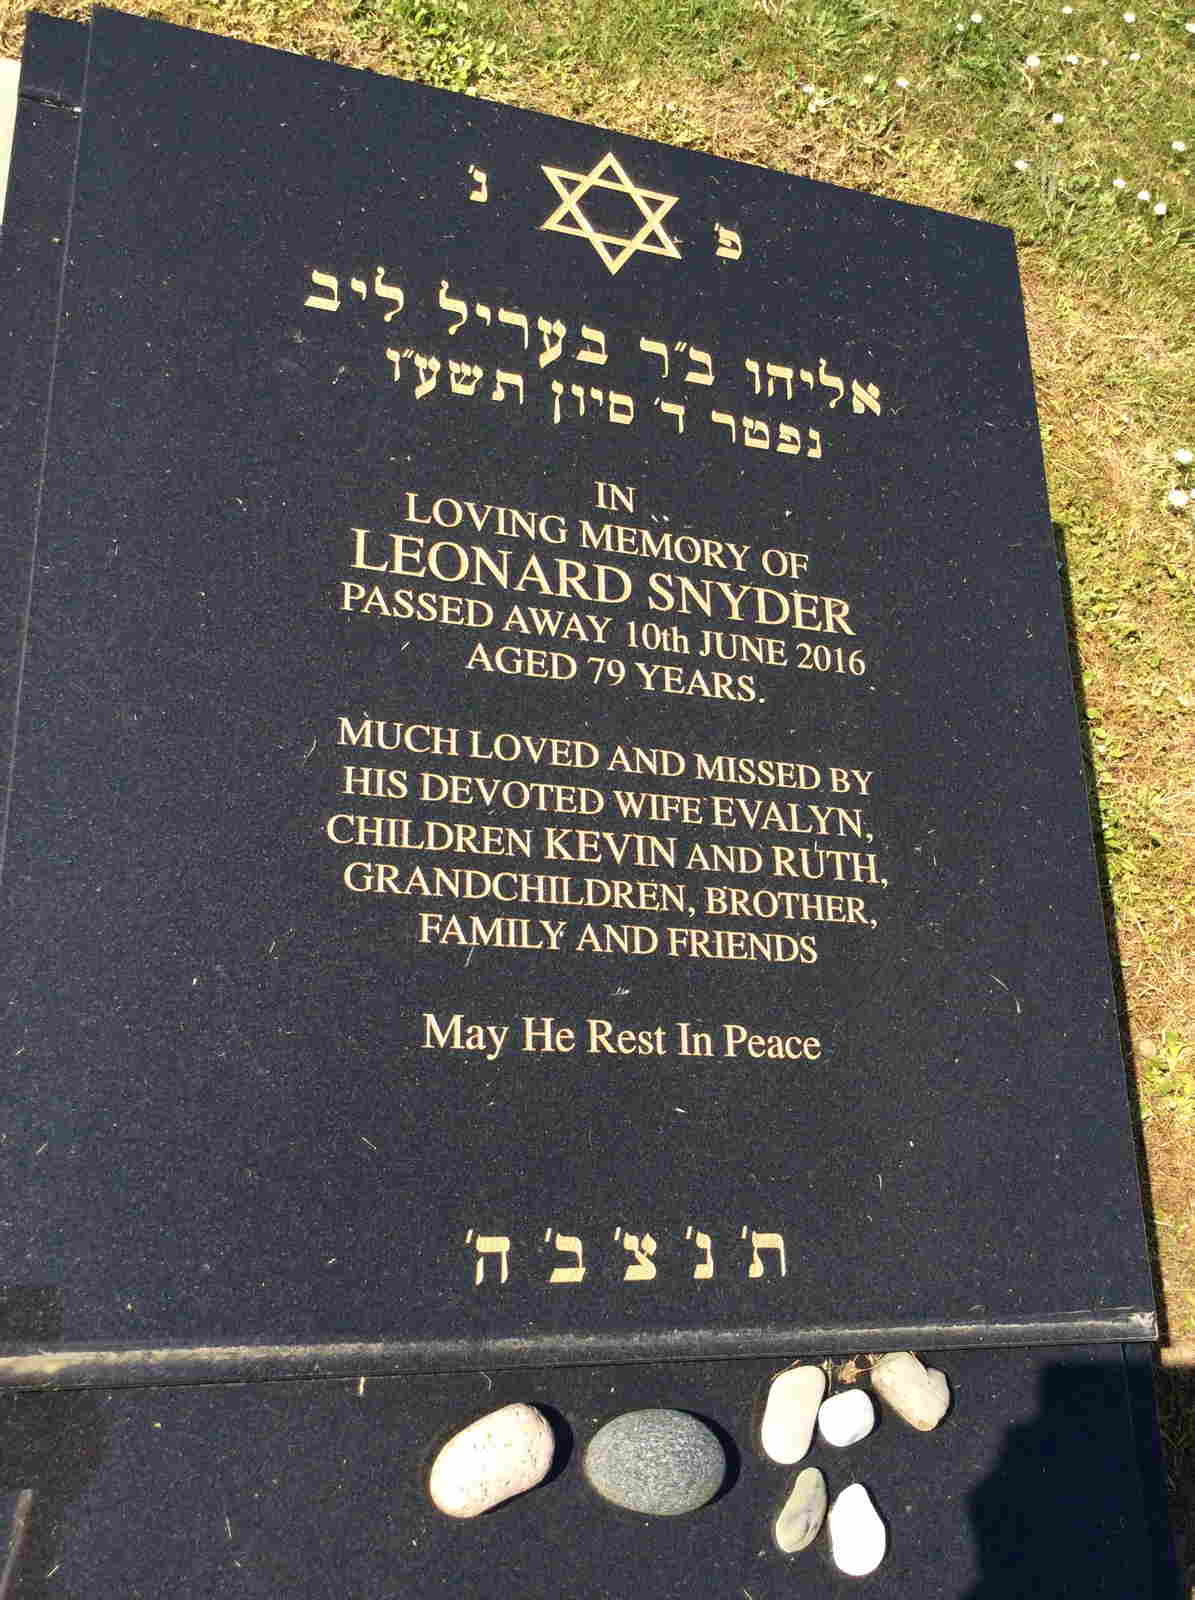 פ' נ'
אליהו ב״ר בעריל ליב
נפטר ד' סיון תשע״ו
IN
LOVING MEMORY OF
LEONARD SNYDER
PASSED AWAY 10th JUNE 2016
AGED 79 YEARS.
MUCH LOVED AND MISSED BY
HIS DEVOTED WIFE EVALYN,
CHILDREN KEVIN AND RUTH,
GRANDCHILDREN, BROTHER,
FAMILY AND FRIENDS
May He Rest In Peace
ת' נ' צ' ב' ה'